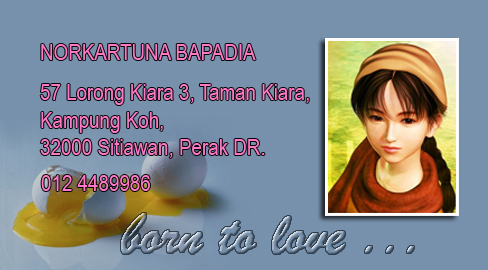 NORKARTUNA BAPADIA
57 Lorong Kiara 3, Taman Kiara,
Kampung Koh,
32000 Sitiawan, Perak DR.
012 4489986
born to love . . .